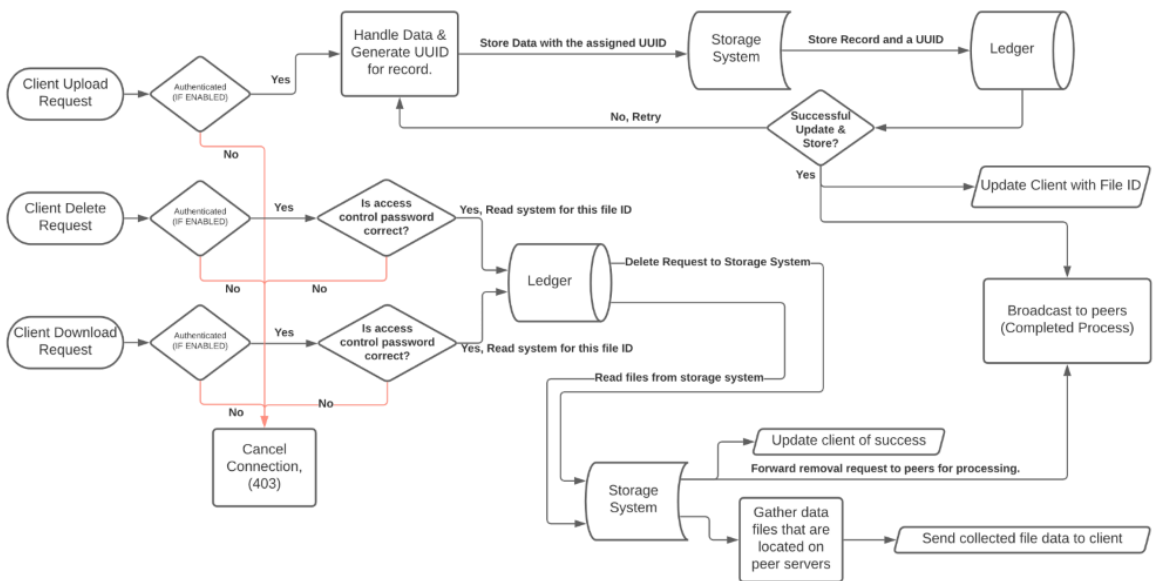 Client Upload
Request
Authenticated
(IF ENABLED)
Yes
No
Handle Data &
Generate UUID
for record.
Store Data with the assigned UUID
Storage
System
Store Record and a UUID
Ledger
Successful
Update &
Store?
No, Retry
Yes
Update Client with File ID
Client Delete
Request
Authenticated
(IF ENABLED)
Yes
No
Is access
control password
correct?
No
Yes, Read system for this file ID
Ledger
Delete Request to Storage System
Broadcast to peers
(Completed Process)
Client Download
Request
Authenticated
(IF ENABLED)
Yes
No
Is access
control password
correct?
No
Yes, Read system for this file ID
Read files from storage system
Cancel
Connection,
(403)
Storage
System
Update client of success
Forward removal request to peers for processing.
Gather data
files that are
located on
peer servers
Send collected file data to client